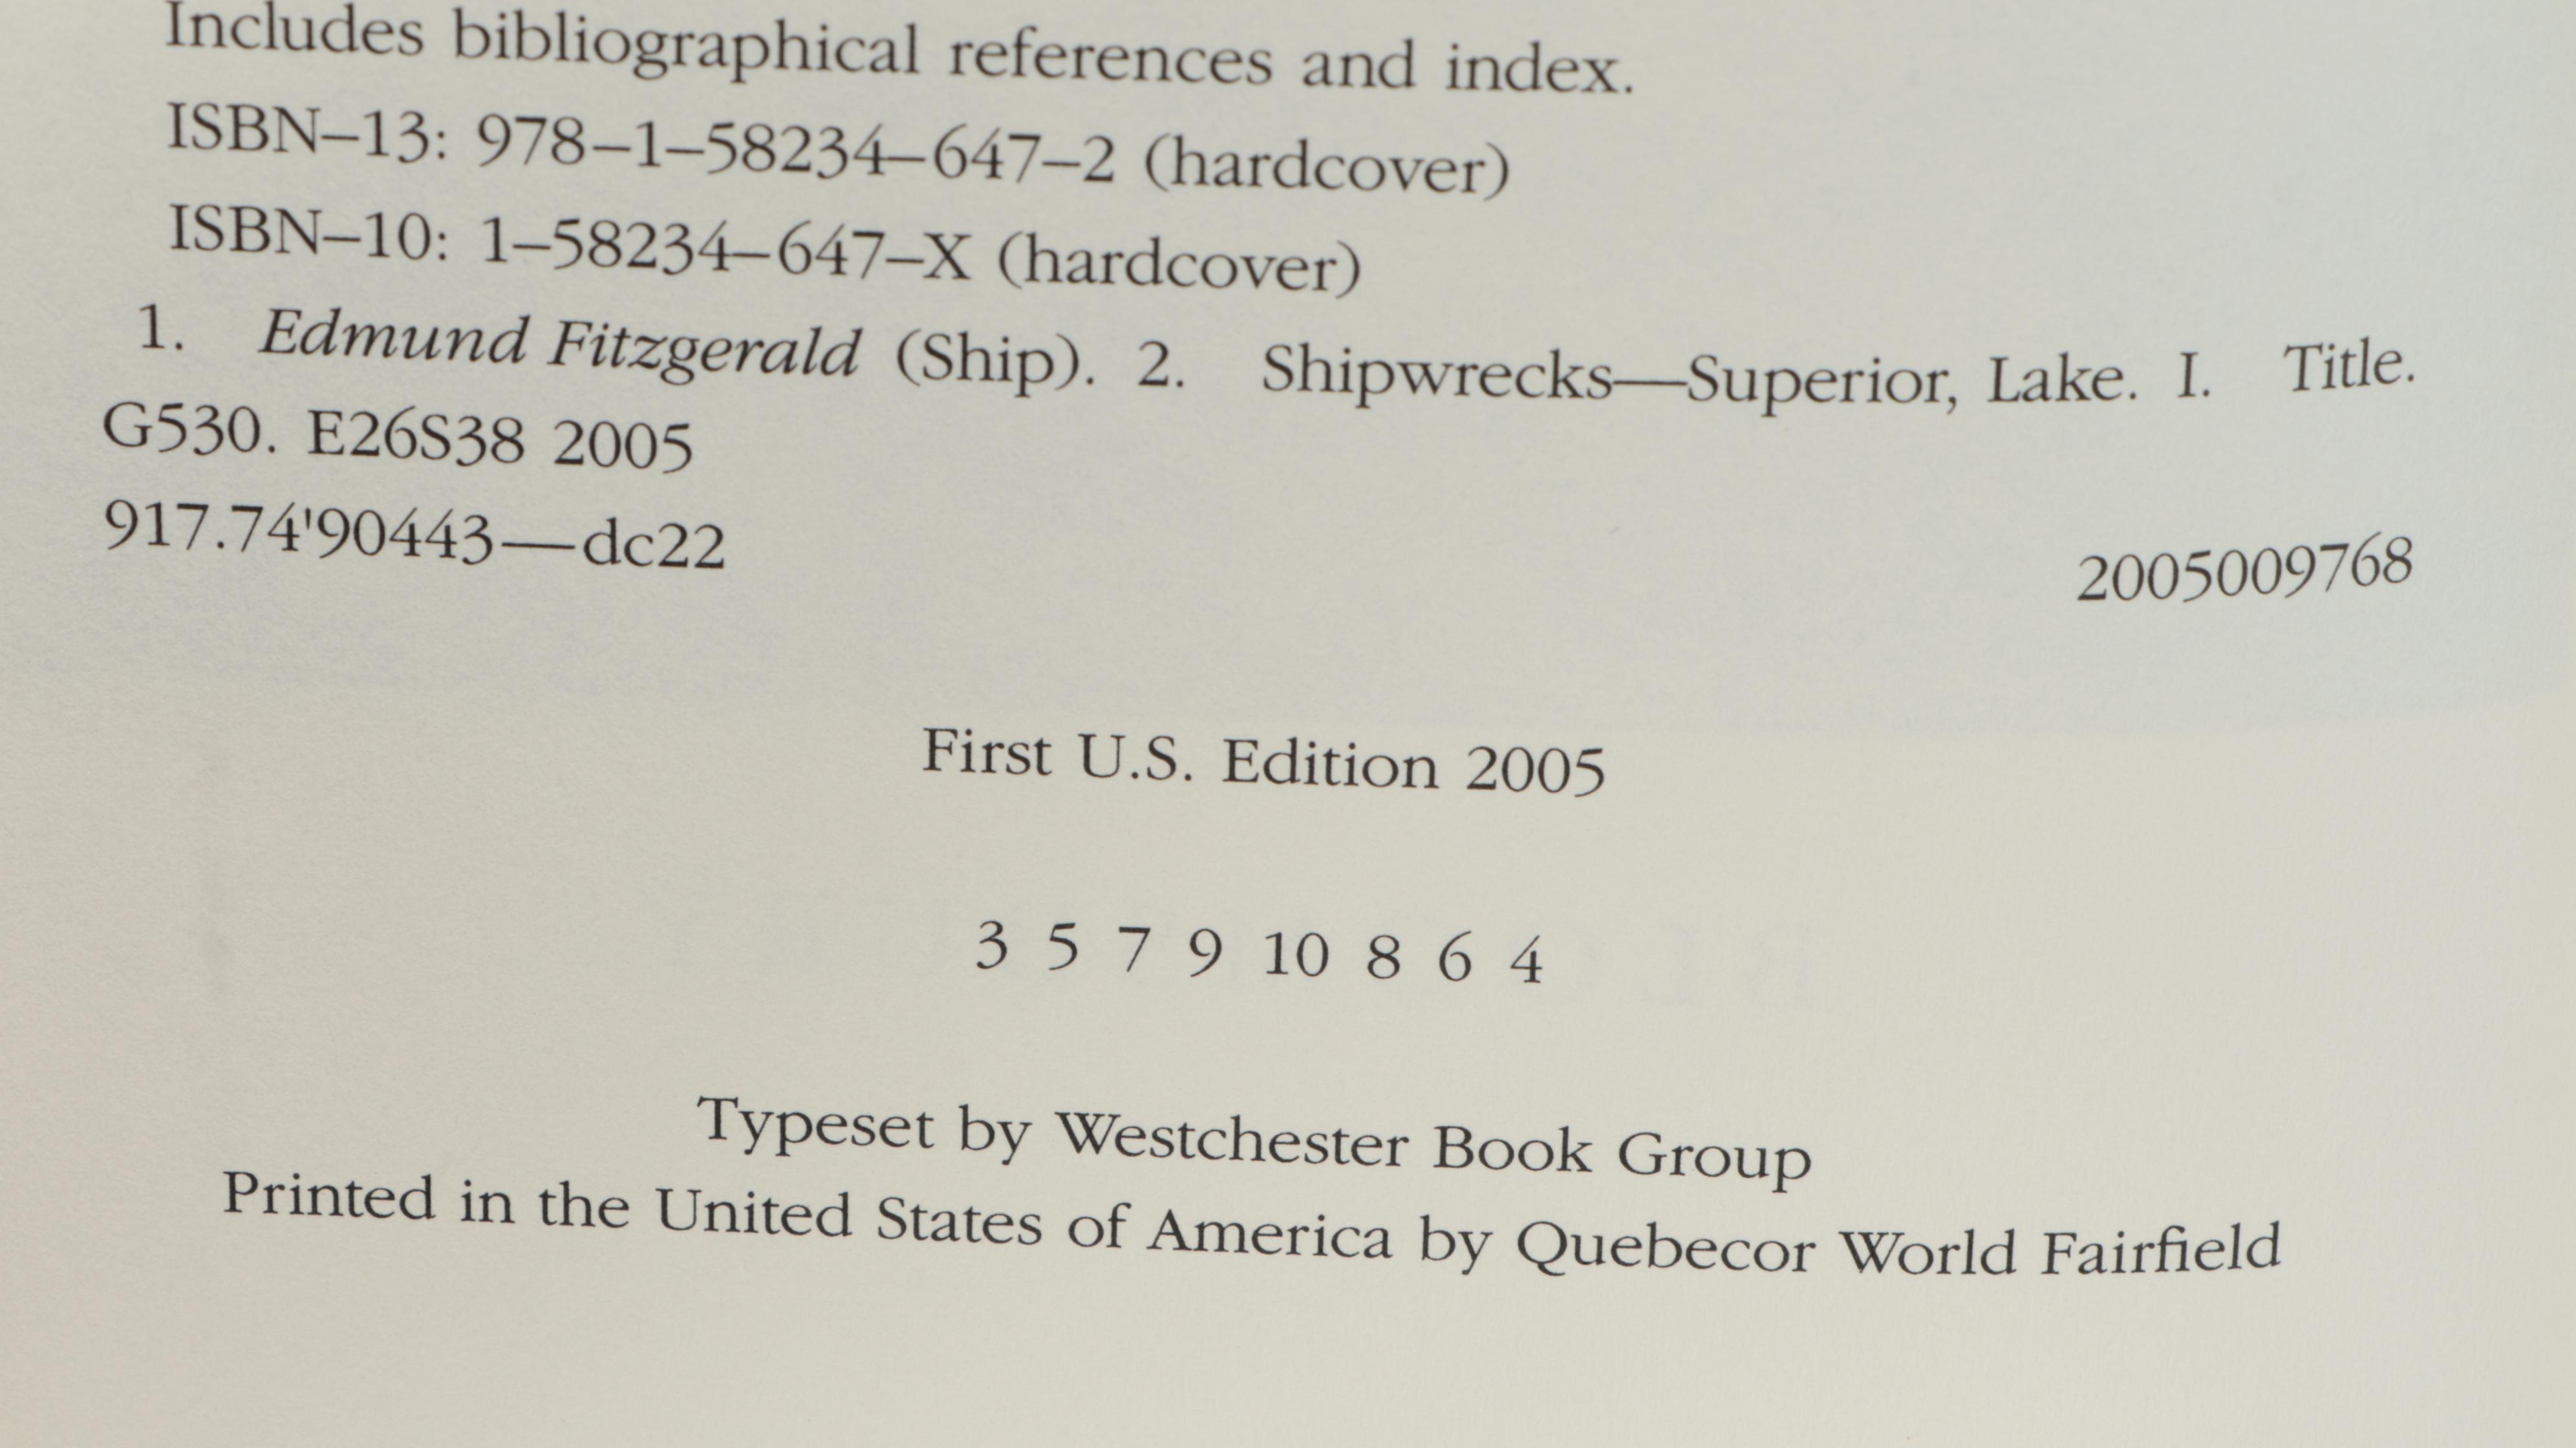 Includes bibliographical references and index.
ISBN–13: 978–1–58234–647–2 (hardcover)
ISBN–10: 1–58234–647–X (hardcover)
1. Edmund Fitzgerald (Ship). 2. Shipwrecks—Superior, Lake. I. Title.
G530. E26S38 2005
917.74'90443—dc22
2005009768
First U.S. Edition 2005
3 5 7 9 10 8 6 4
Typeset by Westchester Book Group
Printed in the United States of America by Quebecor World Fairfield